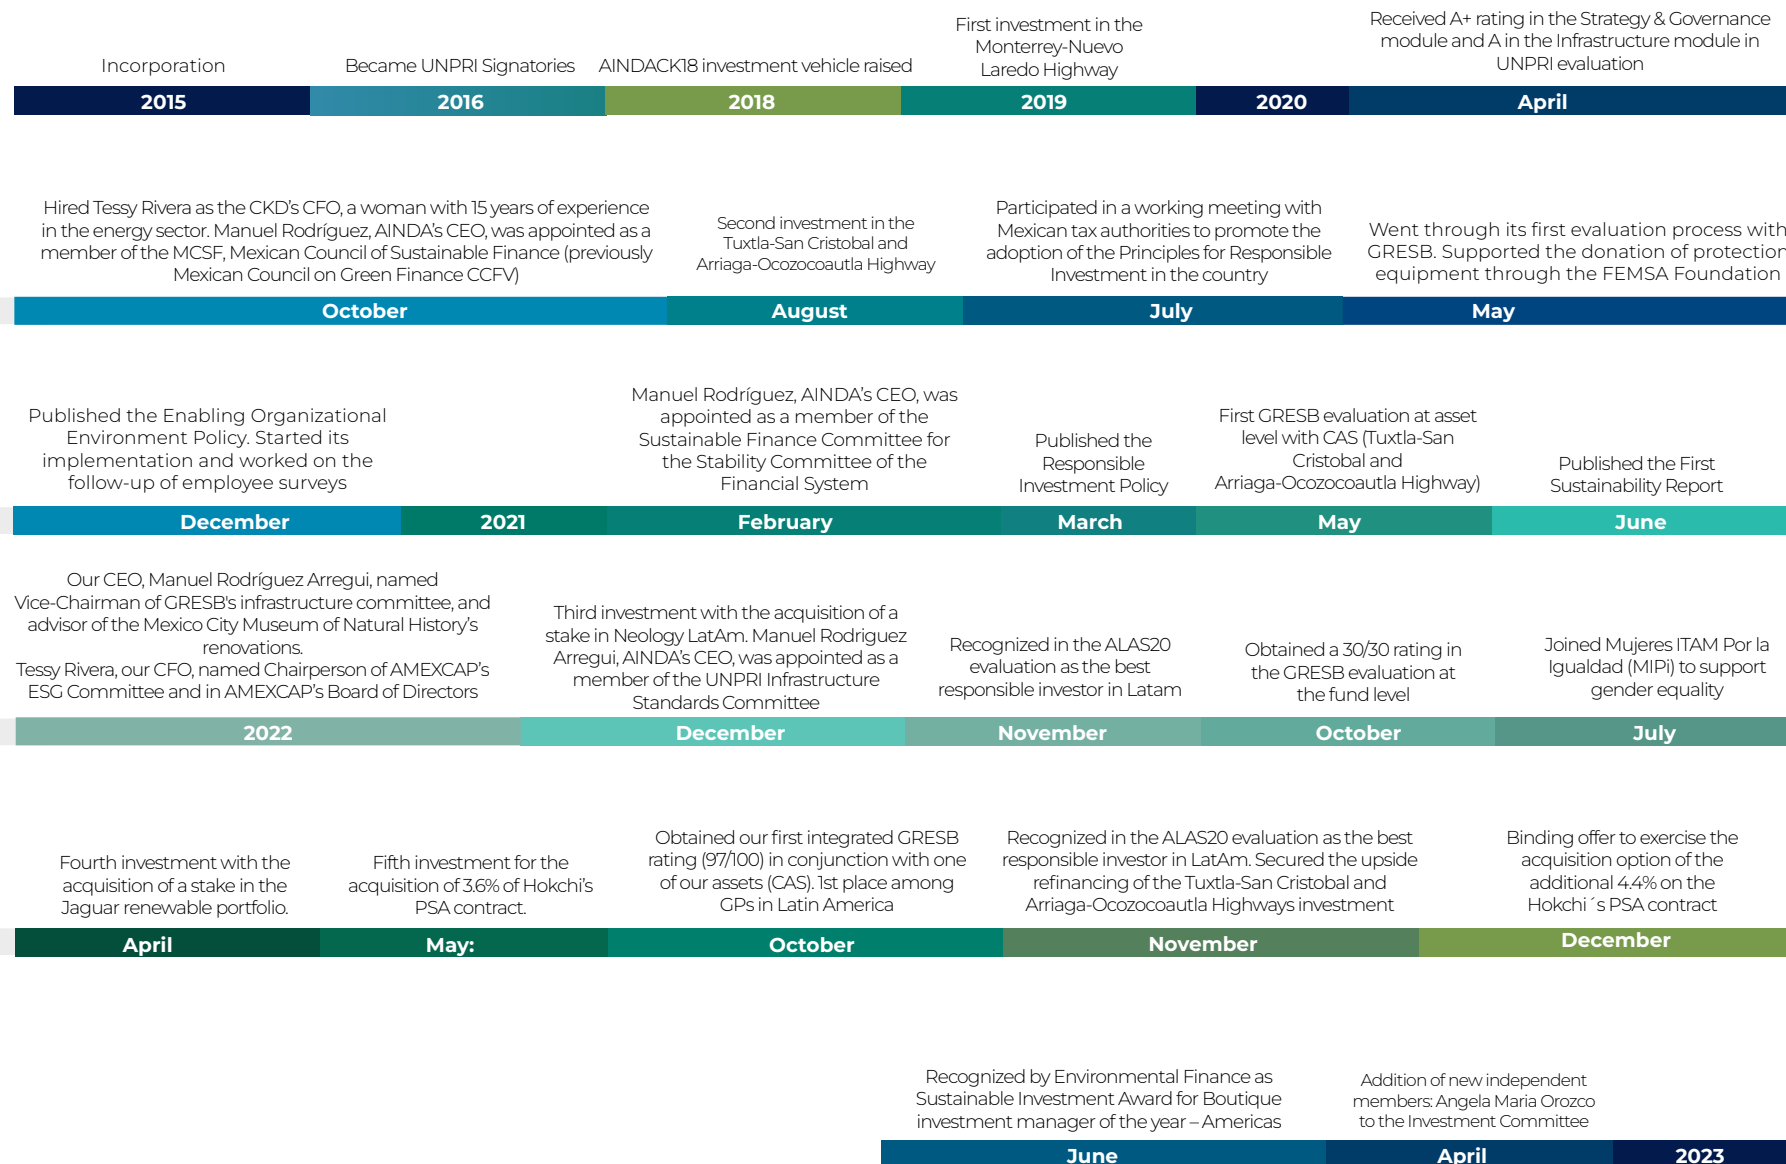 Incorporation
2015
Became UNPRI Signatories
2016
AINDACK18 investment vehicle raised
2018
First investment in the
Monterrey-Nuevo
Laredo Highway
2019
2020
Received A+ rating in the Strategy & Governance
module and A in the Infrastructure module in
UNPRI evaluation
April
Hired Tessy Rivera as the CKD's CFO, a woman with 15 years of experience
in the energy sector. Manuel Rodríguez, AINDA's CEO, was appointed as a
member of the MCSF, Mexican Council of Sustainable Finance (previously
Mexican Council on Green Finance CCFV)
October
Second investment in the
Tuxtla-San Cristobal and
Arriaga-Ocozocoautla Highway
August
Participated in a working meeting with
Mexican tax authorities to promote the
adoption of the Principles for Responsible
Investment in the country
July
Went through its first evaluation process with
GRESB. Supported the donation of protection
equipment through the FEMSA Foundation
May
Published the Enabling Organizational
Environment Policy. Started its
implementation and worked on the
follow-up of employee surveys
December
2021
Manuel Rodríguez, AINDA's CEO, was
appointed as a member of the
Sustainable Finance Committee for
the Stability Committee of the
Financial System
February
Published the
Responsible
Investment Policy
March
First GRESB evaluation at asset
level with CAS (Tuxtla-San
Cristobal and
Arriaga-Ocozocoautla Highway)
May
Published the First
Sustainability Report
June
Our CEO, Manuel Rodríguez Arregui, named
Vice-Chairman of GRESB's infrastructure committee, and
advisor of the Mexico City Museum of Natural History's
renovations.
Tessy Rivera, our CFO, named Chairperson of AMEXCAP's
ESG Committee and in AMEXCAP's Board of Directors
2022
Third investment with the acquisition of a
stake in Neology LatAm. Manuel Rodriguez
Arregui, AINDA's CEO, was appointed as a
member of the UNPRI Infrastructure
Standards Committee
December
Recognized in the ALAS20
evaluation as the best
responsible investor in Latam
November
Obtained a 30/30 rating in
the GRESB evaluation at
the fund level
October
Joined Mujeres ITAM Por la
Igualdad (MIPi) to support
gender equality
July
Fourth investment with the
acquisition of a stake in the
Jaguar renewable portfolio.
April
Fifth investment for the
acquisition of 3.6% of Hokchi's
PSA contract.
May:
Obtained our first integrated GRESB
rating (97/100) in conjunction with one
of our assets (CAS). 1st place among
GPs in Latin America
October
Recognized in the ALAS20 evaluation as the best
responsible investor in LatAm. Secured the upside
refinancing of the Tuxtla-San Cristobal and
Arriaga-Ocozocoautla Highways investment
November
Binding offer to exercise the
acquisition option of the
additional 4.4% on the
Hokchi´s PSA contract
December
Recognized by Environmental Finance as
Sustainable Investment Award for Boutique
investment manager of the year – Americas
June
Addition of new independent
members: Angela Maria Orozco
to the Investment Committee
April
2023